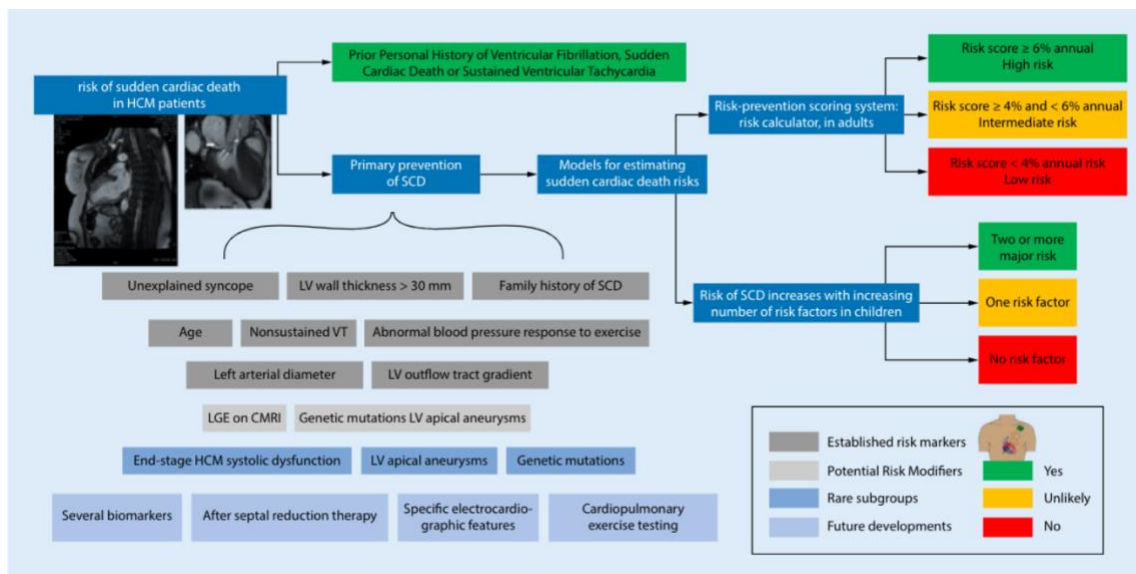 risk of sudden cardiac death
in HCM patients
Prior Personal History of Ventricular Fibrillation, Sudden
Cardiac Death or Sustained Ventricular Tachycardia
Primary prevention
of SCD
Models for estimating
sudden cardiac death risks
Risk-prevention scoring system:
risk calculator, in adults
Risk score ≥ 6% annual
High risk
Risk score ≥ 4% and < 6% annual
Intermediate risk
Risk score < 4% annual risk
Low risk
Risk of SCD increases with increasing
number of risk factors in children
Two or more
major risk
One risk factor
No risk factor
Unexplained syncope
LV wall thickness > 30 mm
Family history of SCD
Age
Nonsustained VT
Abnormal blood pressure response to exercise
Left arterial diameter
LV outflow tract gradient
LGE on CMRI
Genetic mutations LV apical aneurysms
End-stage HCM systolic dysfunction
LV apical aneurysms
Genetic mutations
Several biomarkers
After septal reduction therapy
Specific electrocardio-
graphic features
Cardiopulmonary
exercise testing
Established risk markers
Potential Risk Modifiers
Rare subgroups
Future developments
Yes
Unlikely
No